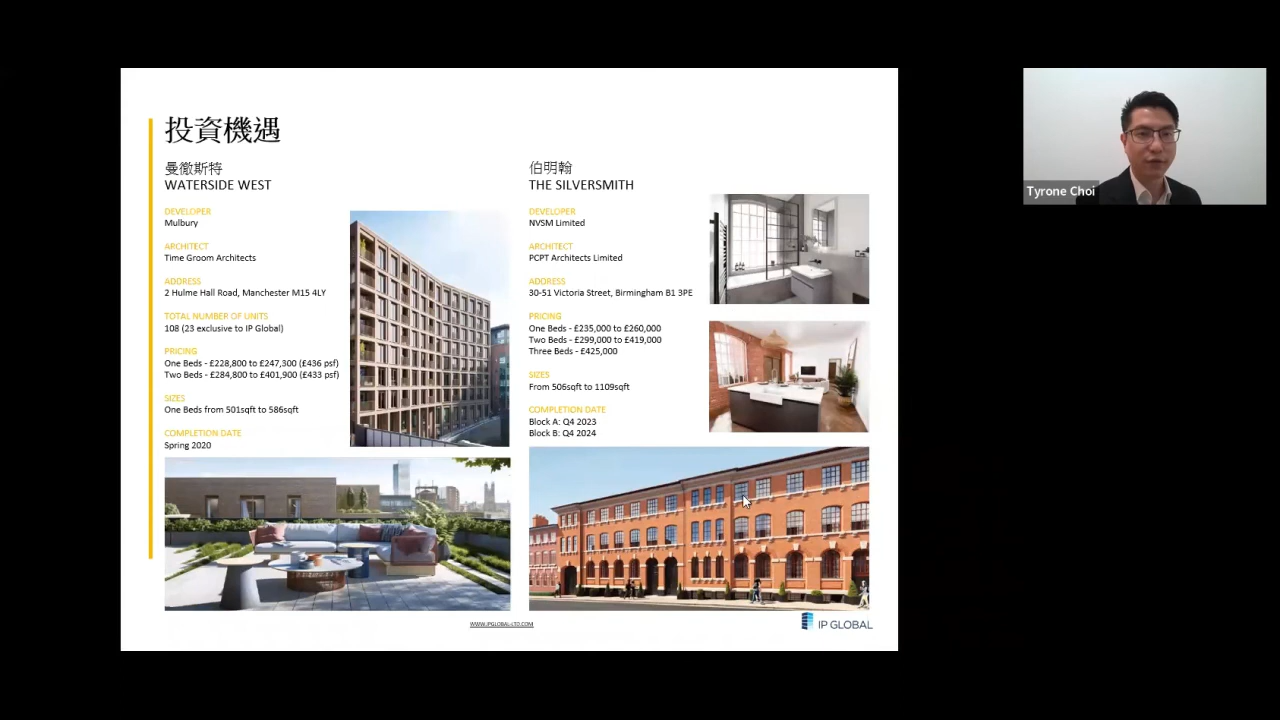 投資機遇
曼徹斯特
WATERSIDE WEST
DEVELOPER
Mulbury
ARCHITECT
Time Groom Architects
ADDRESS
2 Hulme Hall Road, Manchester M15 4LY
TOTAL NUMBER OF UNITS
108 (23 exclusive to IP Global)
PRICING
One Beds - £228,800 to £247,300 (£436 psf)
Two Beds - £284,800 to £401,900 (£433 psf)
SIZES
One Beds from 501sqft to 586sqft
COMPLETION DATE
Spring 2020
伯明翰
THE SILVERSMITH
DEVELOPER
NVSM Limited
ARCHITECT
PCPT Architects Limited
ADDRESS
30-51 Victoria Street, Birmingham B1 3PE
PRICING
One Beds - £235,000 to £260,000
Two Beds - £299,000 to £419,000
Three Beds - £425,000
SIZES
From 506sqft to 1109sqft
COMPLETION DATE
Block A: Q4 2023
Block B: Q4 2024
WWW.IPGLOBAL-LTD.COM
IP GLOBAL
Tyrone Choi